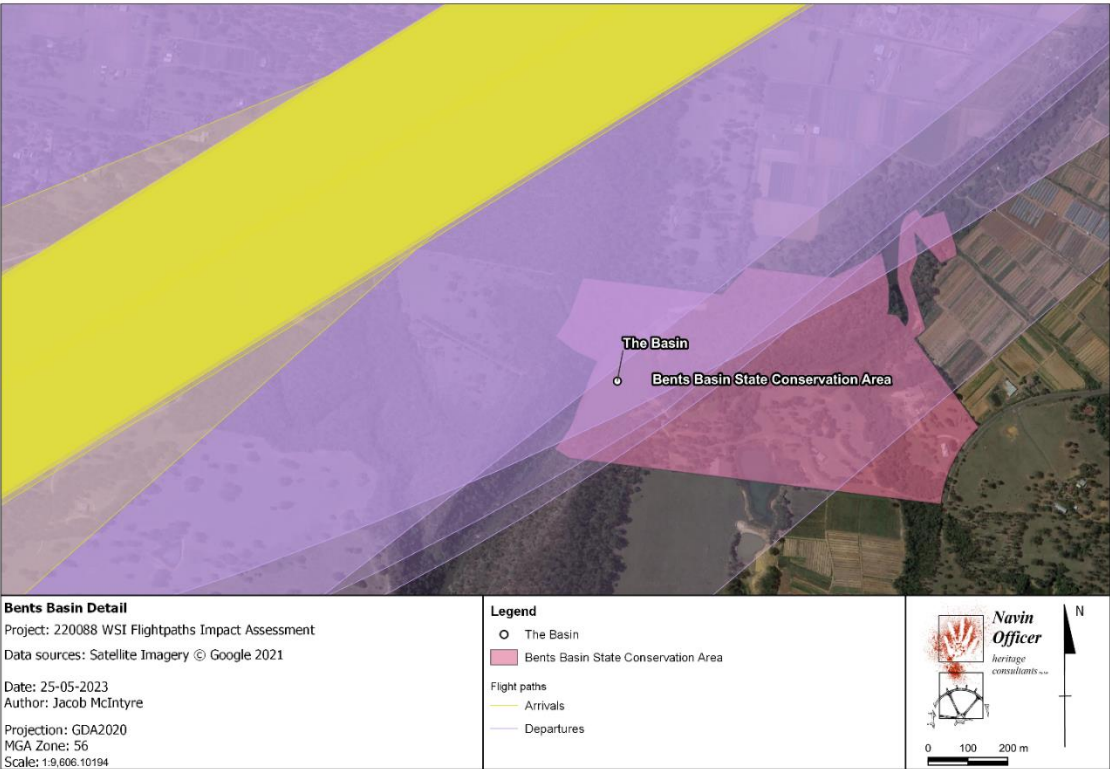 The Basin
Bents Basin State Conservation Area
Bents Basin Detail
Project: 220088 WSI Flightpaths Impact Assessment
Data sources: Satellite Imagery © Google 2021
Date: 25-05-2023
Author: Jacob McIntyre
Projection: GDA2020
MGA Zone: 56
Scale: 1:9,606.10194
Legend
The Basin
Bents Basin State Conservation Area
Flight paths
Arrivals
Departures
Navin
Officer
heritage
consultants
N
0 100 200 m